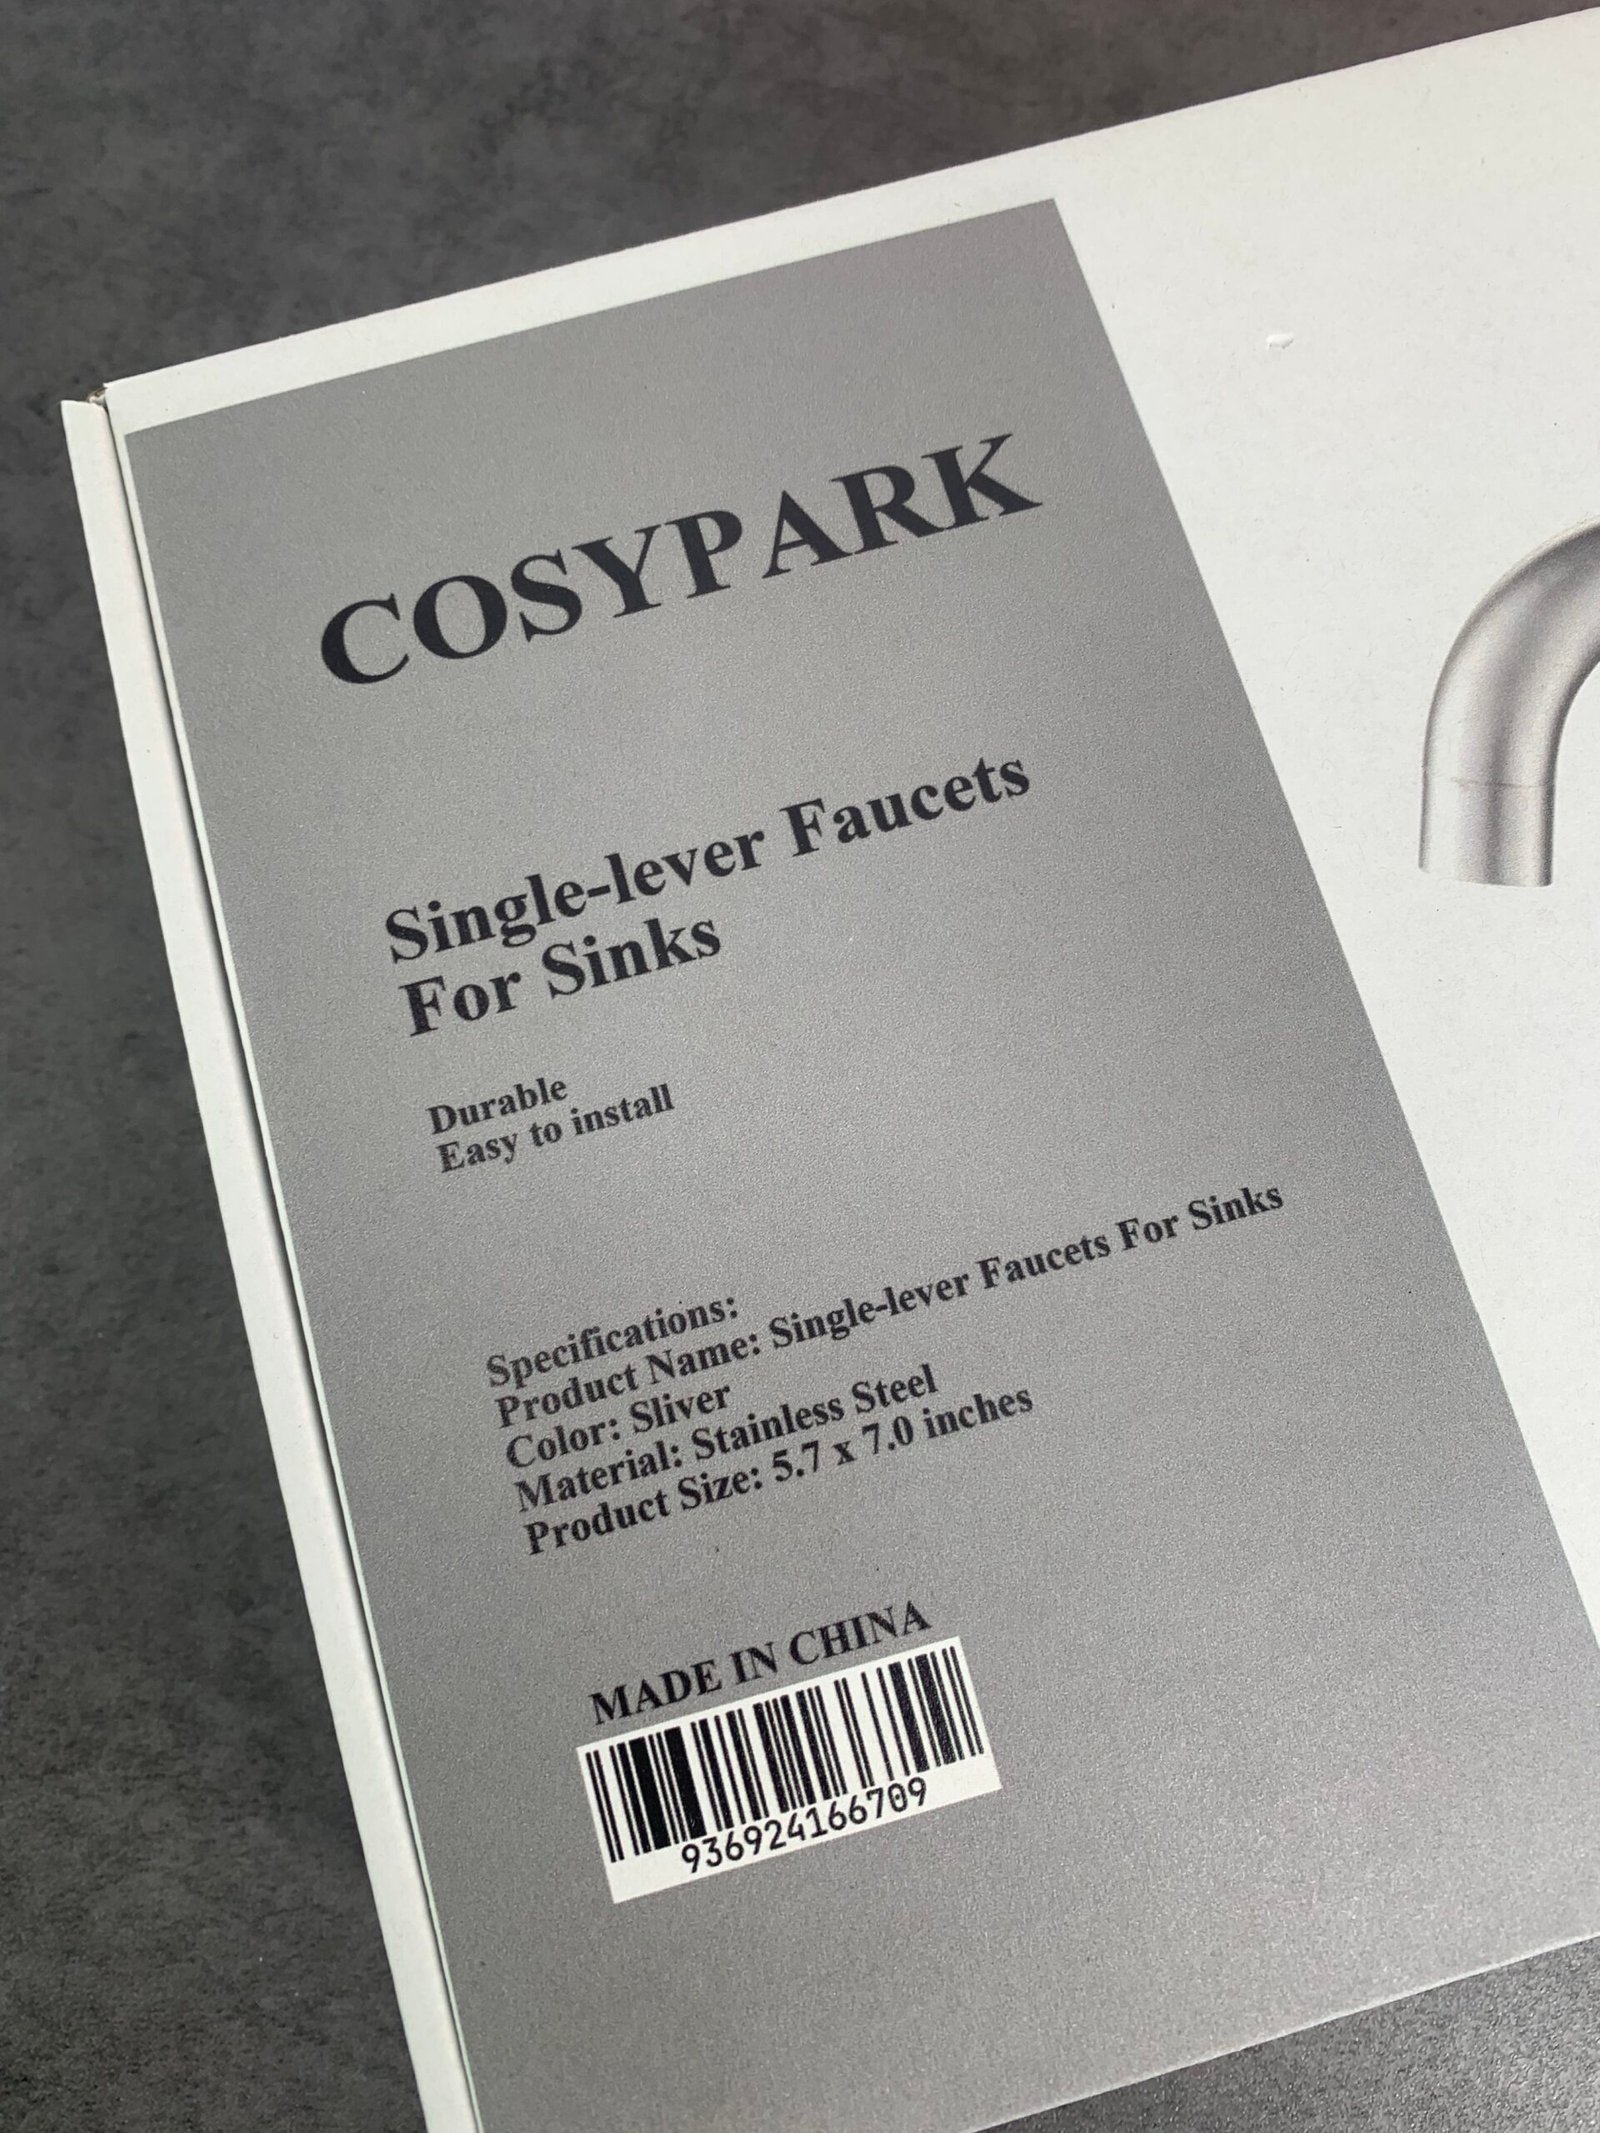 COSYPARK
Single-lever Faucets
For Sinks
Durable
Easy to install
Specifications:
Product Name: Single-lever Faucets For Sinks
Color: Sliver
Material: Stainless Steel
Product Size: 5.7 x 7.0 inches
MADE IN CHINA
936924166709